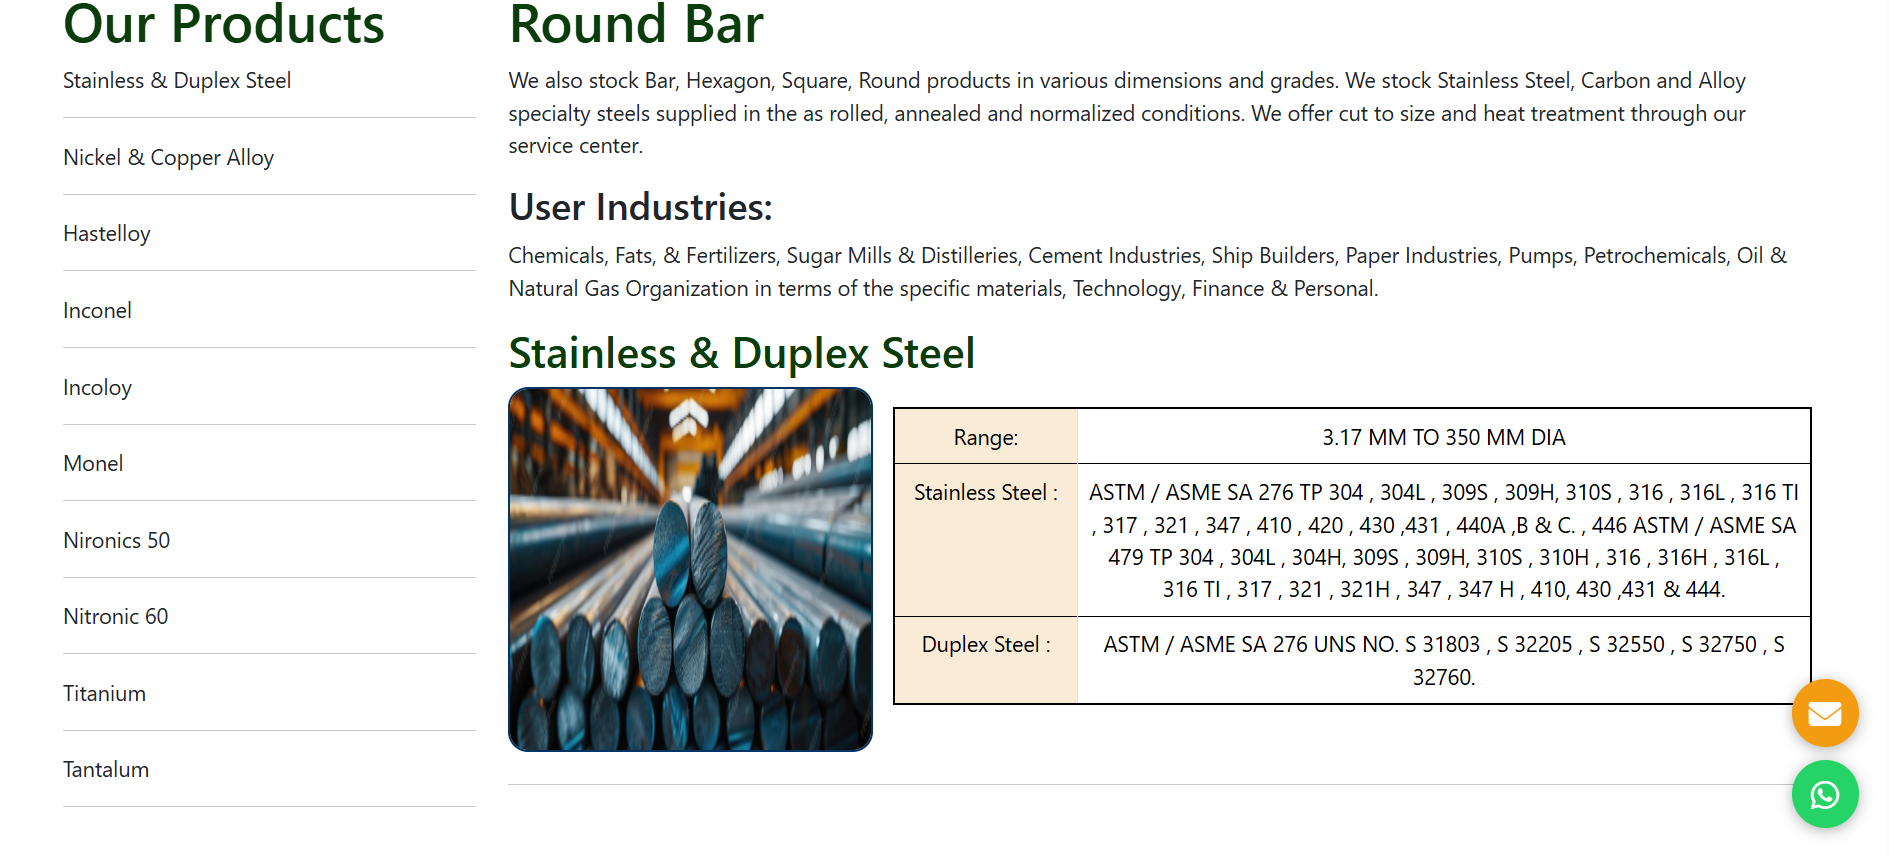 Our Products
Stainless & Duplex Steel
Nickel & Copper Alloy
Hastelloy
Inconel
Incoloy
Monel
Nironics 50
Nitronic 60
Titanium
Tantalum
Round Bar
We also stock Bar, Hexagon, Square, Round products in various dimensions and grades. We stock Stainless Steel, Carbon and Alloy
specialty steels supplied in the as rolled, annealed and normalized conditions. We offer cut to size and heat treatment through our
service center.
User Industries:
Chemicals, Fats, & Fertilizers, Sugar Mills & Distilleries, Cement Industries, Ship Builders, Paper Industries, Pumps, Petrochemicals, Oil &
Natural Gas Organization in terms of the specific materials, Technology, Finance & Personal.
Stainless & Duplex Steel
Range: 3.17 MM TO 350 MM DIA
Stainless Steel : ASTM / ASME SA 276 TP 304 , 304L , 309S , 309H, 310S , 316 , 316L , 316 TI
, 317 , 321 , 347 , 410 , 420 , 430 ,431 , 440A ,B & C. , 446 ASTM / ASME SA
479 TP 304 , 304L , 304H, 309S , 309H, 310S , 310H , 316 , 316H , 316L ,
316 TI , 317 , 321 , 321H , 347 , 347 H , 410, 430 ,431 & 444.
Duplex Steel : ASTM / ASME SA 276 UNS NO. S 31803 , S 32205 , S 32550 , S 32750 , S
32760.